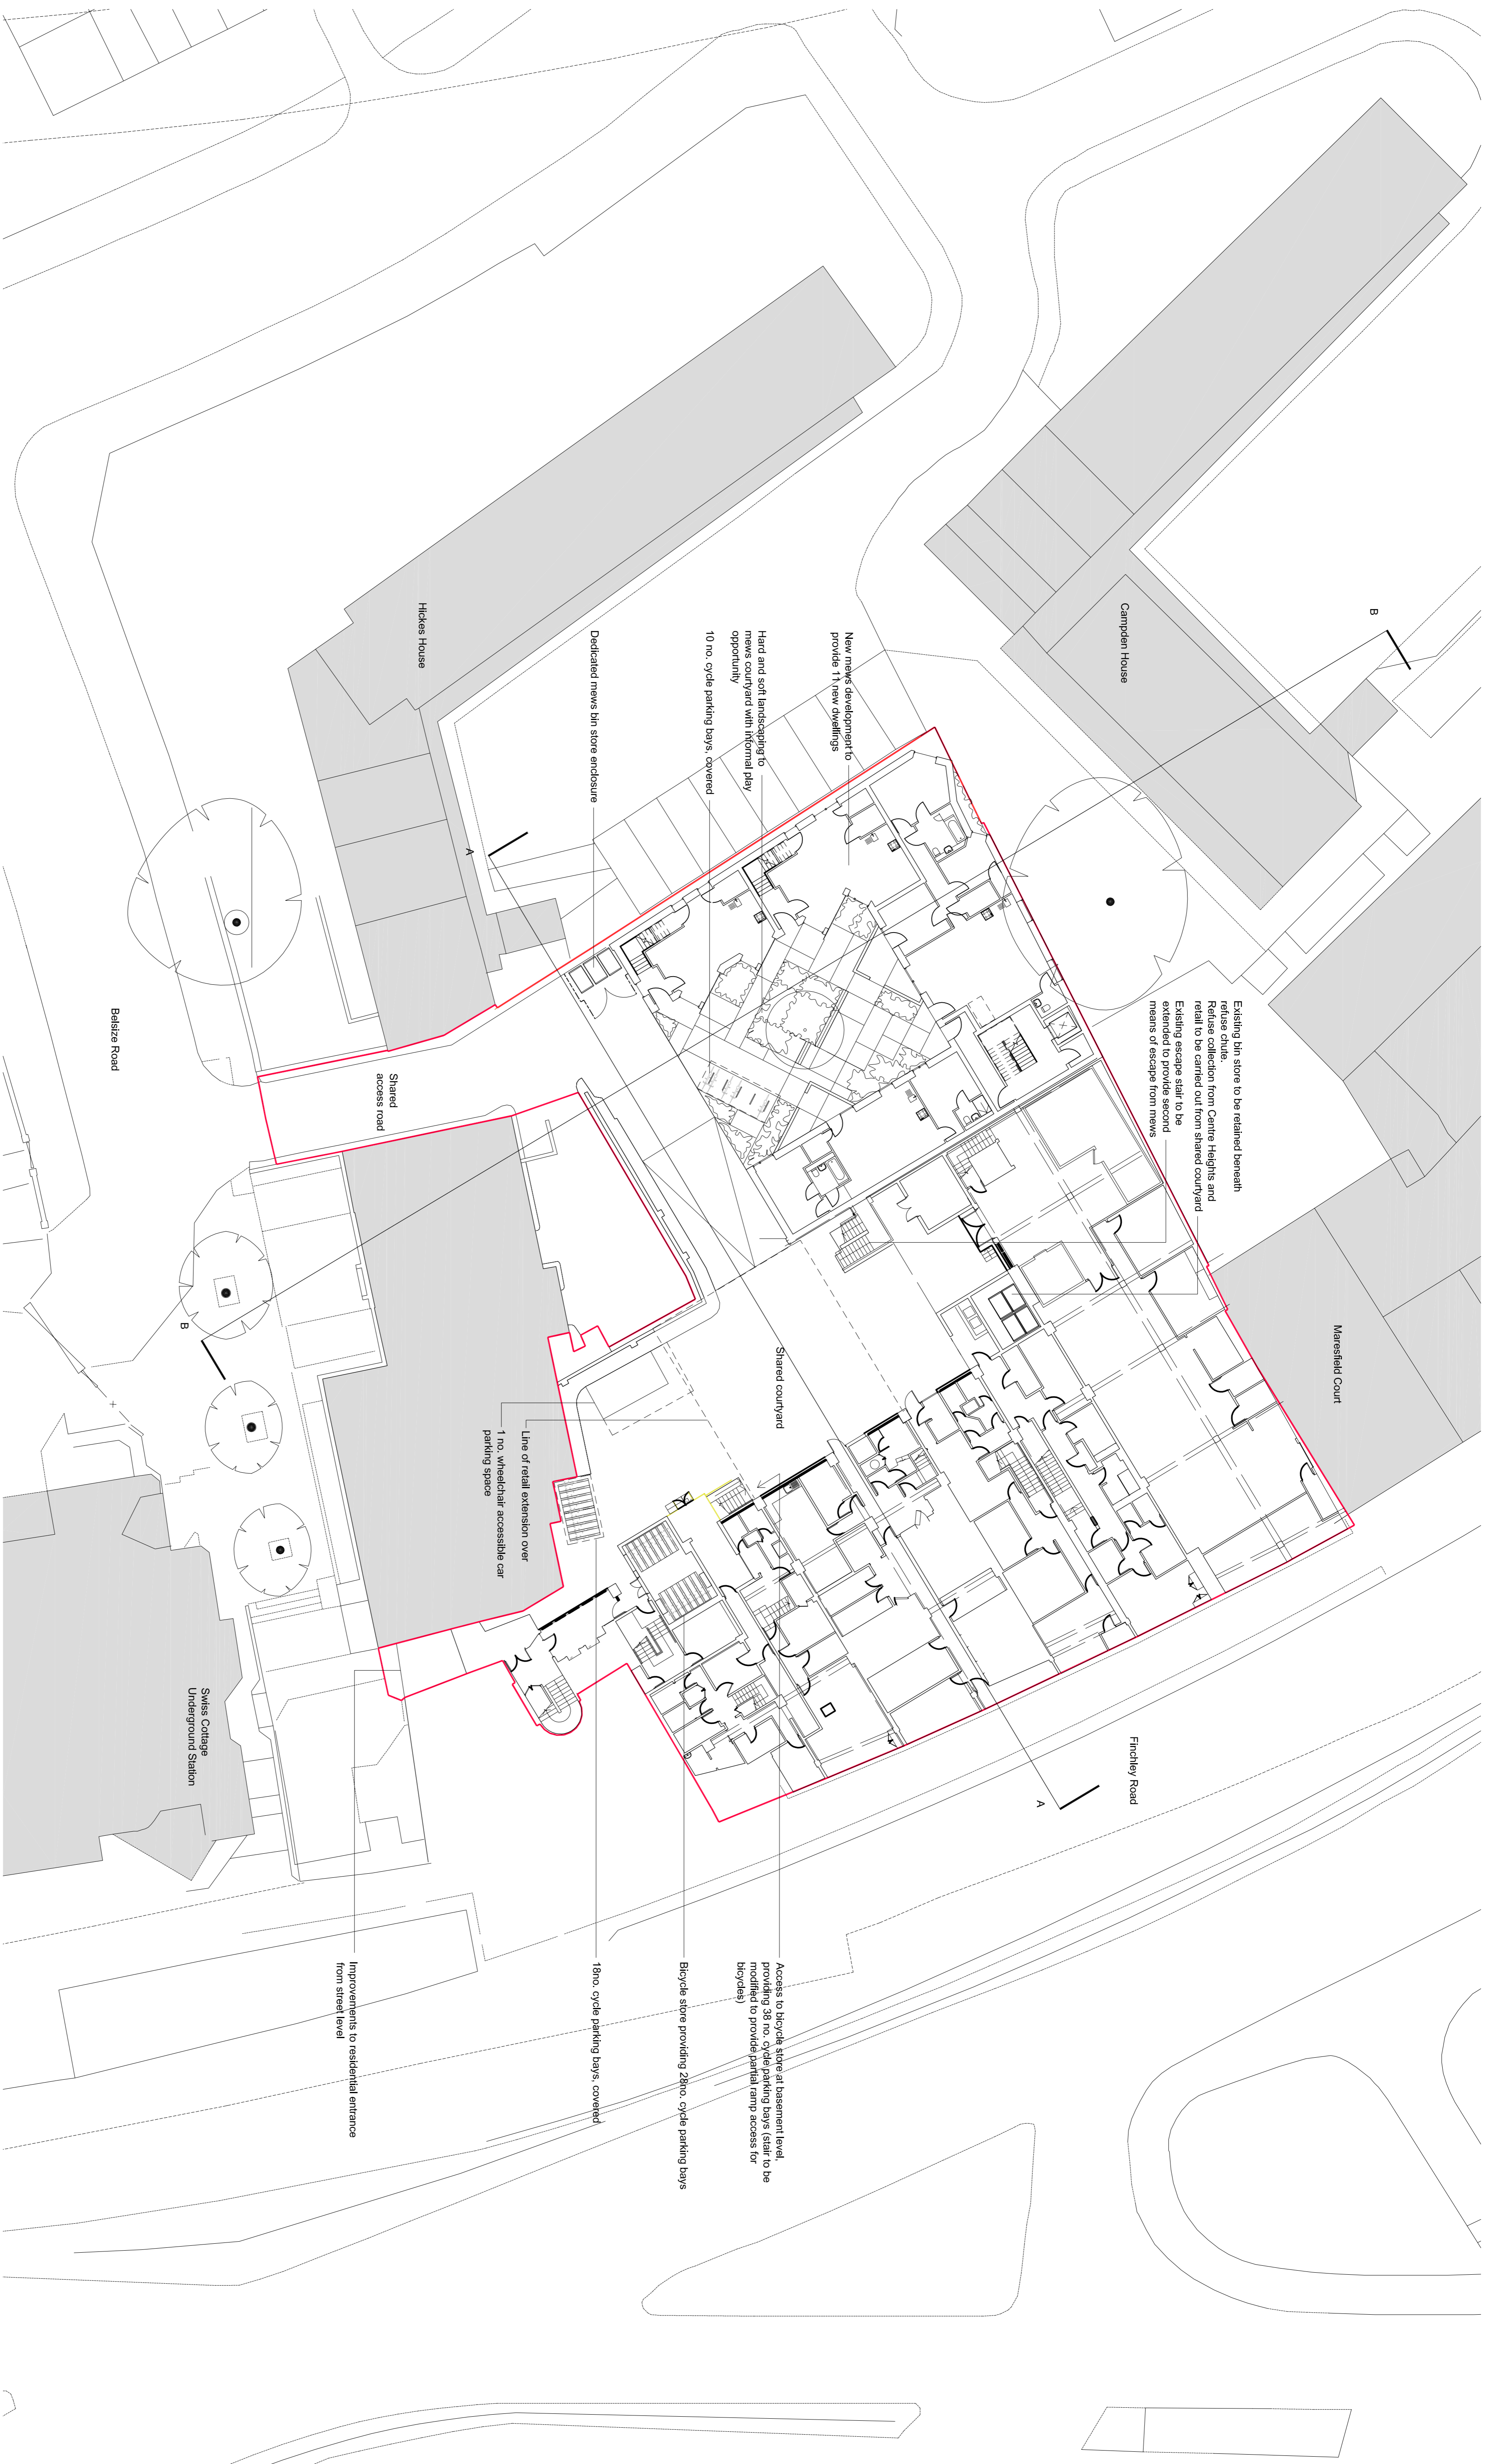 B
Campden House
New mews development to
provide 11 new dwellings
Hard and soft landscaping to
mews courtyard with informal play
opportunity
10 no. cycle parking bays, covered
Dedicated mews bin store enclosure
Hickes House
A
Existing bin store to be retained beneath
refuse chute.
Refuse collection from Centre Heights and
retail to be carried out from shared courtyard
Existing escape stair to be
extended to provide second
means of escape from mews
Belsize Road
Shared
access road
Maresfield Court
Shared courtyard
B
Line of retail extension over
1 no. wheelchair accessible car
parking space
Swiss Cottage
Underground Station
Finchley Road
A
Access to bicycle store at basement level,
providing 38 no. cycle parking bays (stair to be
modified to provide partial ramp access for
bicycles)
Bicycle store providing 28no. cycle parking bays
18no. cycle parking bays, covered
Improvements to residential entrance
from street level